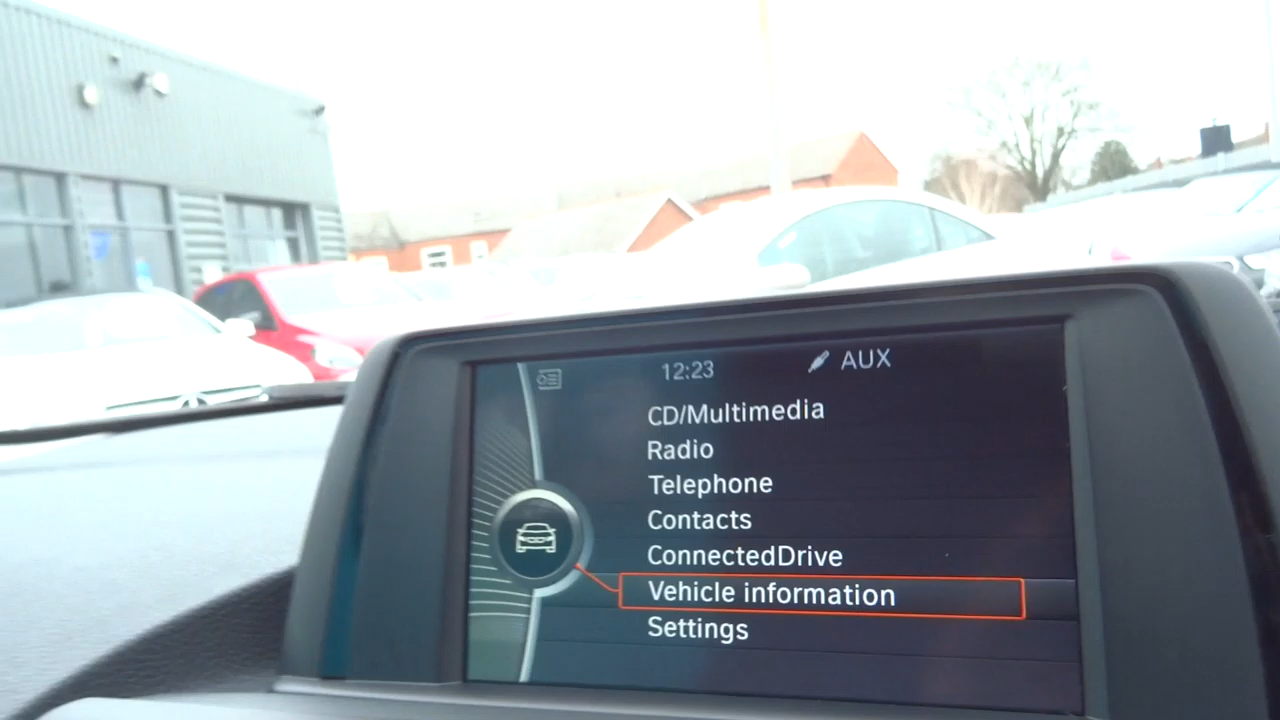 12:23
AUX
CD/Multimedia
Radio
Telephone
Contacts
ConnectedDrive
Vehicle information
Settings